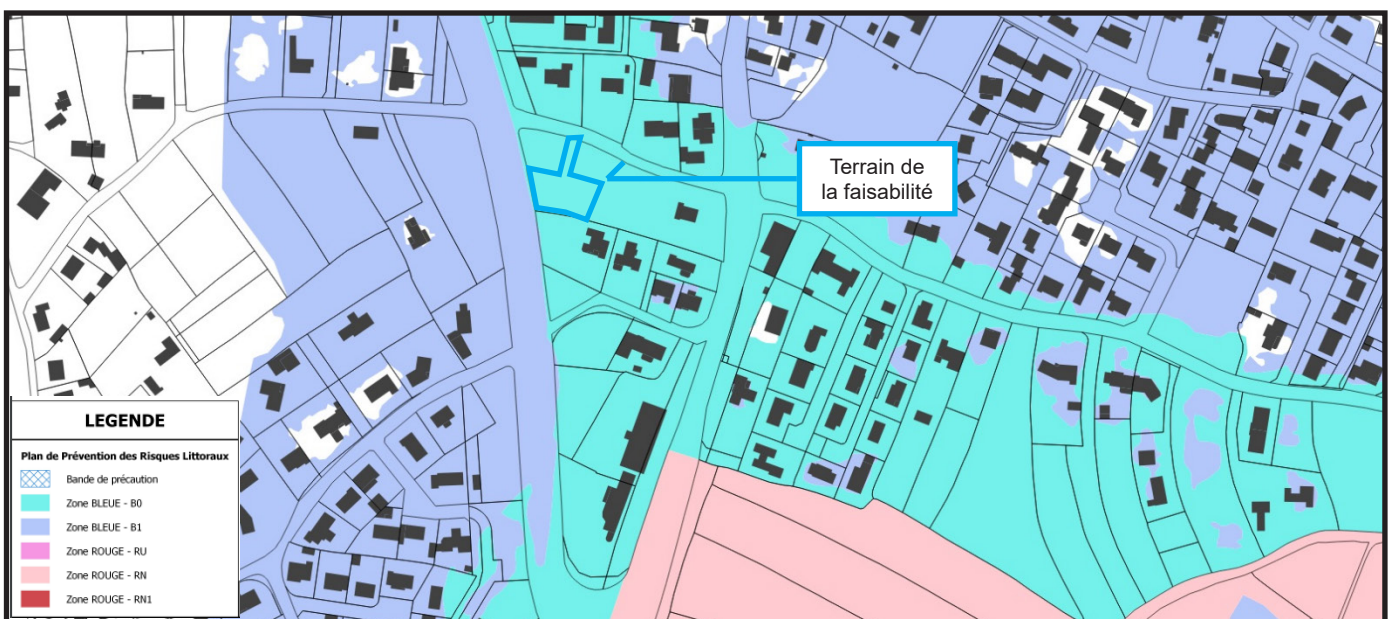 Terrain de
la faisabilité
LEGENDE
Plan de Prévention des Risques Littoraux
Bande de précaution
Zone BLEUE - B0
Zone BLEUE - B1
Zone ROUGE - RU
Zone ROUGE - RN
Zone ROUGE - RN1